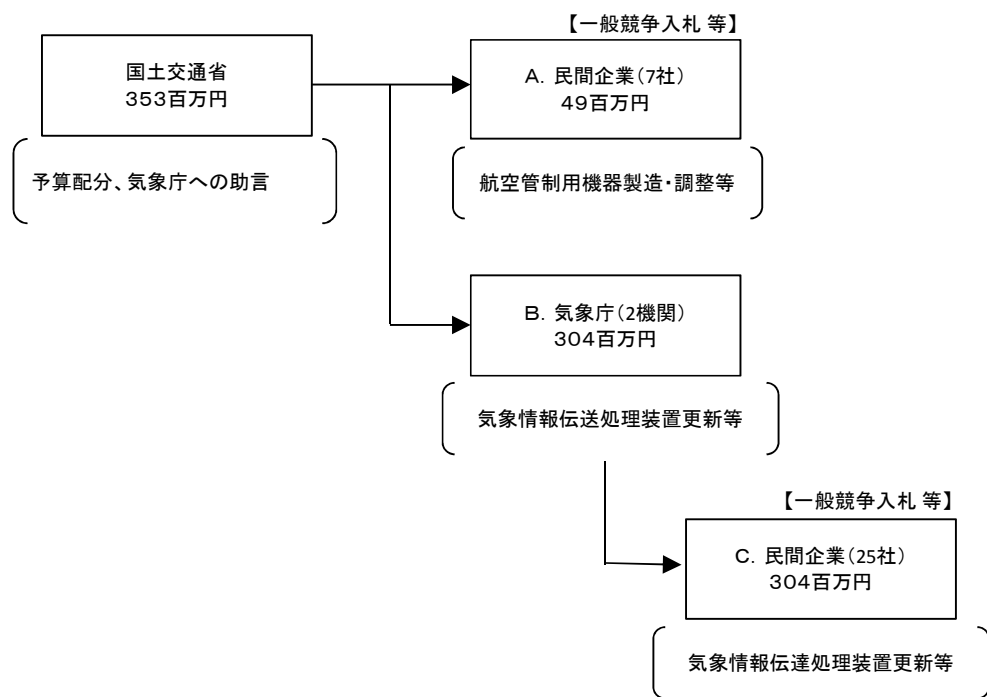 【一般競争入札 等】
国土交通省
353百万円
A. 民間企業(7社)
49百万円
予算配分、気象庁への助言
航空管制用機器製造・調整等
B. 気象庁(2機関)
304百万円
気象情報伝送処理装置更新等
【一般競争入札 等】
C. 民間企業(25社)
304百万円
気象情報伝達処理装置更新等